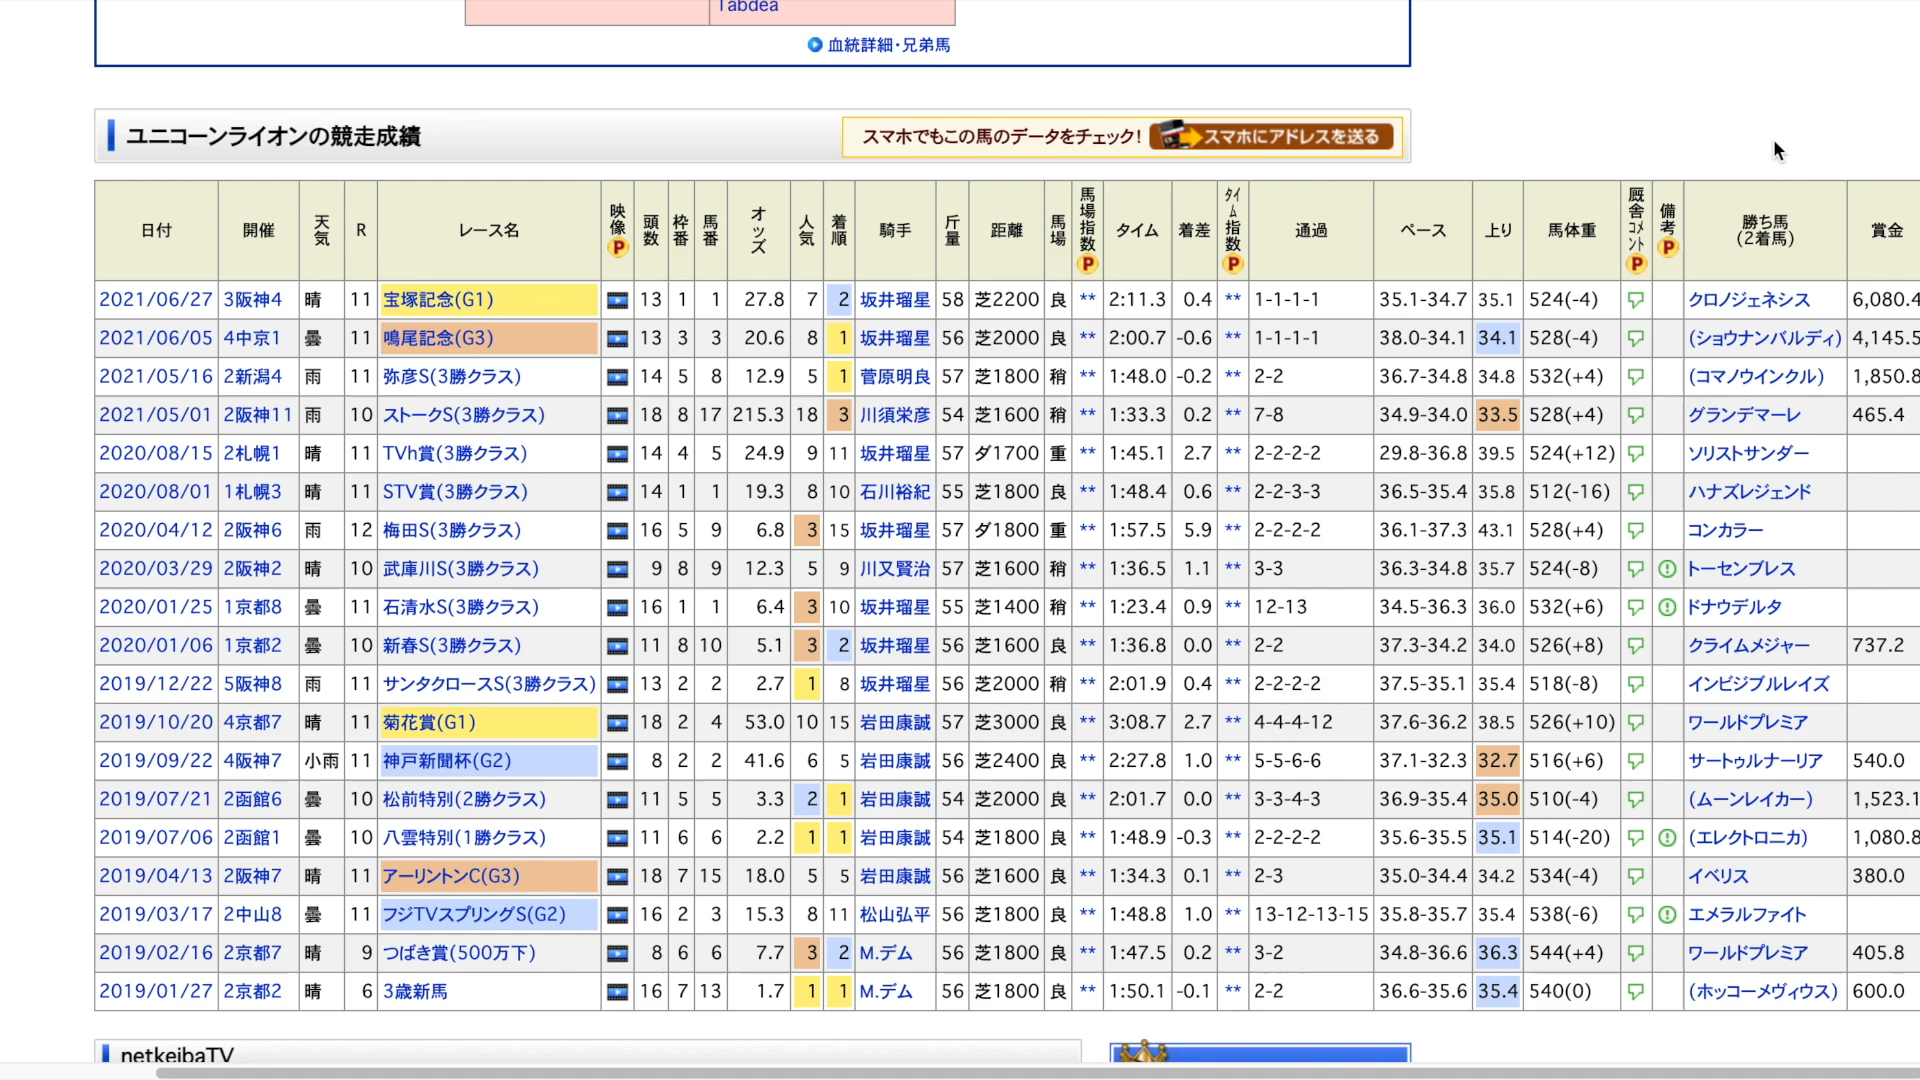 Tabdea
血統詳細・兄弟馬
ユニコーンライオンの競走成績
スマホでもこの馬のデータをチェック! スマホにアドレスを送る
日付 開催 天気 R レース名 映像 P 頭数 枠番 馬番 オッズ 人気 着順 騎手 斤量 距離 馬場 馬場指数 P タイム 着差 タイム指数 P 通過 ペース 上り 馬体重 厩舎コメント P 備考 P 勝ち馬 (2着馬) 賞金
2021/06/27 3阪神4 晴 11 宝塚記念(G1) 13 1 1 27.8 7 2 坂井瑠星 58 芝2200 良 ** 2:11.3 0.4 ** 1-1-1-1 35.1-34.7 35.1 524(-4) クロノジェネシス 6,080.4
2021/06/05 4中京1 曇 11 鳴尾記念(G3) 13 3 3 20.6 8 1 坂井瑠星 56 芝2000 良 ** 2:00.7 -0.6 ** 1-1-1-1 38.0-34.1 34.1 528(-4) (ショウナンバルディ) 4,145.5
2021/05/16 2新潟4 雨 11 弥彦S(3勝クラス) 14 5 8 12.9 5 1 菅原明良 57 芝1800 稍 ** 1:48.0 -0.2 ** 2-2 36.7-34.8 34.8 532(+4) (コマノウインクル) 1,850.8
2021/05/01 2阪神11 雨 10 ストークS(3勝クラス) 18 8 17 215.3 18 3 川須栄彦 54 芝1600 稍 ** 1:33.3 0.2 ** 7-8 34.9-34.0 33.5 528(+4) グランデマーレ 465.4
2020/08/15 2札幌1 晴 11 TVh賞(3勝クラス) 14 4 5 24.9 9 11 坂井瑠星 57 ダ1700 重 ** 1:45.1 2.7 ** 2-2-2-2 29.8-36.8 39.5 524(+12) ソリストサンダー
2020/08/01 1札幌3 晴 11 STV賞(3勝クラス) 14 1 1 19.3 8 10 石川裕紀 55 芝1800 良 ** 1:48.4 0.6 ** 2-2-3-3 36.5-35.4 35.8 512(-16) ハナズレジェンド
2020/04/12 2阪神6 雨 12 梅田S(3勝クラス) 16 5 9 6.8 3 15 坂井瑠星 57 ダ1800 重 ** 1:57.5 5.9 ** 2-2-2-2 36.1-37.3 43.1 528(+4) コンカラー
2020/03/29 2阪神2 晴 10 武庫川S(3勝クラス) 9 8 9 12.3 5 9 川又賢治 57 芝1600 稍 ** 1:36.5 1.1 ** 3-3 36.3-34.8 35.7 524(-8) トーセンブレス
2020/01/25 1京都8 曇 11 石清水S(3勝クラス) 16 1 1 6.4 3 10 坂井瑠星 55 芝1400 稍 ** 1:23.4 0.9 ** 12-13 34.5-36.3 36.0 532(+6) ドナウデルタ
2020/01/06 1京都2 曇 10 新春S(3勝クラス) 11 8 10 5.1 3 2 坂井瑠星 56 芝1600 良 ** 1:36.8 0.0 ** 2-2 37.3-34.2 34.0 526(+8) クライムメジャー 737.2
2019/12/22 5阪神8 雨 11 サンタクロースS(3勝クラス) 13 2 2 2.7 1 8 坂井瑠星 56 芝2000 稍 ** 2:01.9 0.4 ** 2-2-2-2 37.5-35.1 35.4 518(-8) インビジブルレイズ
2019/10/20 4京都7 晴 11 菊花賞(G1) 18 2 4 53.0 10 15 岩田康誠 57 芝3000 良 ** 3:08.7 2.7 ** 4-4-4-12 37.6-36.2 38.5 526(+10) ワールドプレミア
2019/09/22 4阪神7 小雨 11 神戸新聞杯(G2) 8 2 2 41.6 6 5 岩田康誠 56 芝2400 良 ** 2:27.8 1.0 ** 5-5-6-6 37.1-32.3 32.7 516(+6) サートゥルナーリア 540.0
2019/07/21 2函館6 曇 10 松前特別(2勝クラス) 11 5 5 3.3 2 1 岩田康誠 54 芝2000 良 ** 2:01.7 0.0 ** 3-3-4-3 36.9-35.4 35.0 510(-4) (ムーンレイカー) 1,523.1
2019/07/06 2函館1 曇 10 八雲特別(1勝クラス) 11 6 6 2.2 1 1 岩田康誠 54 芝1800 良 ** 1:48.9 -0.3 ** 2-2-2-2 35.6-35.5 35.1 514(-20) (エレクトロニカ) 1,080.8
2019/04/13 2阪神7 晴 11 アーリントンC(G3) 18 7 15 18.0 5 5 岩田康誠 56 芝1600 良 ** 1:34.3 0.1 ** 2-3 35.0-34.4 34.2 534(-4) イベリス 380.0
2019/03/17 2中山8 曇 11 フジTVスプリングS(G2) 16 2 3 15.3 8 11 松山弘平 56 芝1800 良 ** 1:48.8 1.0 ** 13-12-13-15 35.8-35.7 35.4 538(-6) エメラルファイト
2019/02/16 2京都7 晴 9 つばき賞(500万下) 8 6 6 7.7 3 2 M.デム 56 芝1800 良 ** 1:47.5 0.2 ** 3-2 34.8-36.6 36.3 544(+4) ワールドプレミア 405.8
2019/01/27 2京都2 晴 6 3歳新馬 16 7 13 1.7 1 1 M.デム 56 芝1800 良 ** 1:50.1 -0.1 ** 2-2 36.6-35.6 35.4 540(0) (ホッコーメヴィウス) 600.0
netkeibaTV